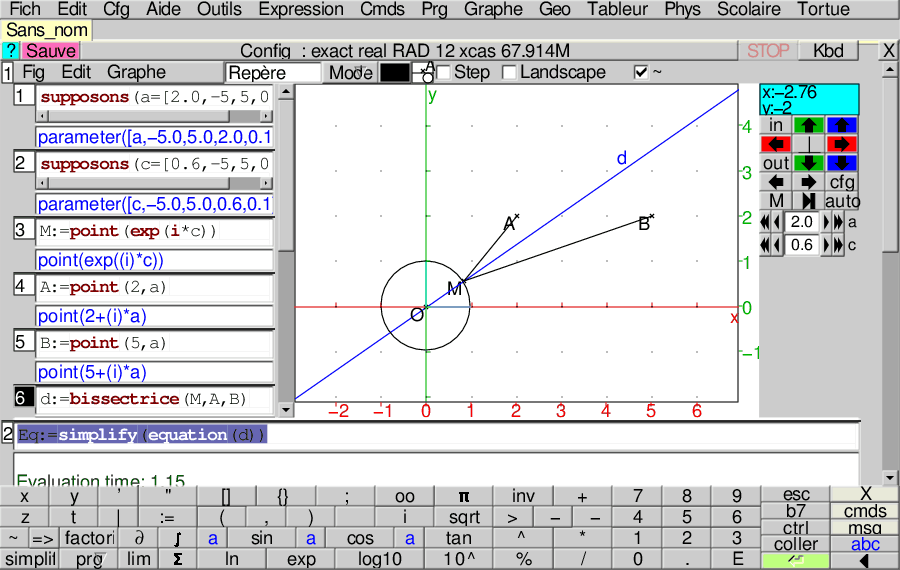 Fich Edit Cfg Aide Outils Expression Cmds Prg Graphe Geo Tableur Phys Scolaire Tortue
Sans_nom
? Sauve Config : exact real RAD 12 xcas 67.914M STOP Kbd X
1 Fig Edit Graphe Repère Mode Step Landscape ~
1 supposons(a=[2.0,-5,5,0
parameter([a,-5.0,5.0,2.0,0.1
2 supposons(c=[0.6,-5,5,0
parameter([c,-5.0,5.0,0.6,0.1
3 M:=point(exp(i*c))
point(exp((i)*c))
4 A:=point(2,a)
point(2+(i)*a)
5 B:=point(5,a)
point(5+(i)*a)
6 d:=bissectrice(M,A,B)
y
d
A
B
M
O
x
4
3
2
1
0
-1
-2 -1 0 1 2 3 4 5 6
x:-2.76
y:-2
in
out
cfg
M auto
2.0 a
0.6 c
2 Eq:=simplify(equation(d))
Evaluation time: 1.15
x y ' " [] {} ; oo π inv + 7 8 9 esc X
z t | := ( , ) i sqrt > – – 4 5 6 b7 cmds
~ => factori ∂ ∫ a sin a cos a tan ^ * 1 2 3 ctrl msg
simplil prg lim Σ ln exp log10 10^ % / 0 . E coller abc